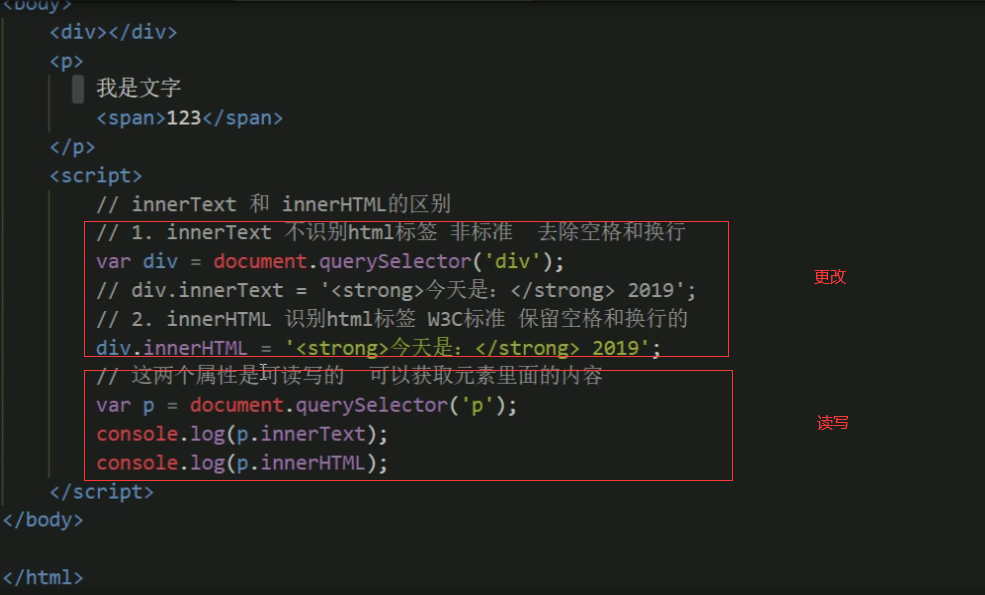 <body>
<div></div>
<p>
我是文字
<span>123</span>
</p>
<script>
// innerText 和 innerHTML的区别
// 1. innerText 不识别html标签 非标准  去除空格和换行
var div = document.querySelector('div');
// div.innerText = '<strong>今天是：</strong> 2019';
更改
// 2. innerHTML 识别html标签 W3C标准 保留空格和换行的
div.innerHTML = '<strong>今天是：</strong> 2019';
// 这两个属性是可读写的  可以获取元素里面的内容
var p = document.querySelector('p');
读写
console.log(p.innerText);
console.log(p.innerHTML);
</script>
</body>
</html>